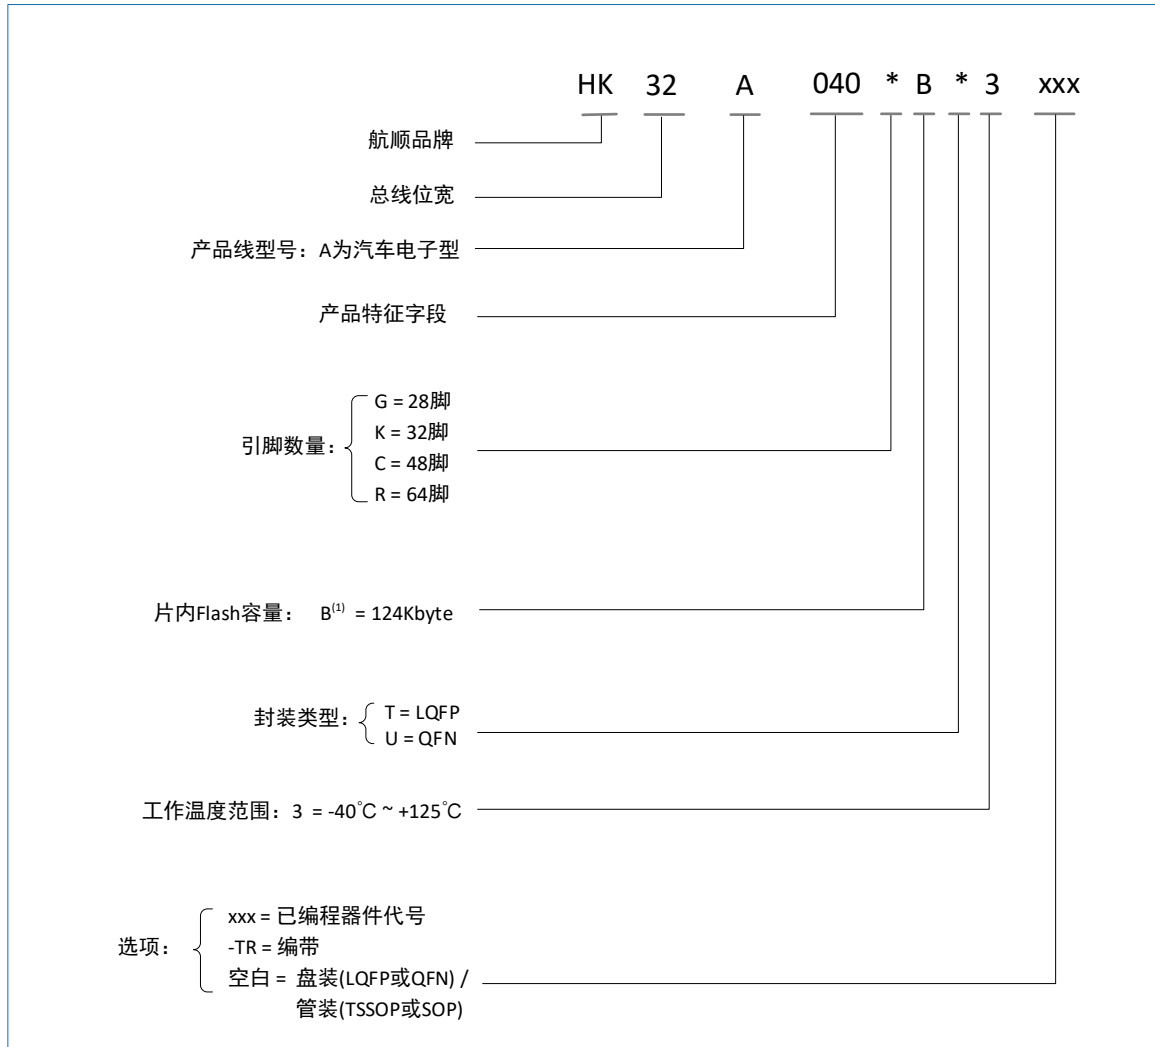 HK 32 A 040 * B * 3 xxx
航顺品牌
总线位宽
产品线型号：A为汽车电子型
产品特征字段
引脚数量：
G = 28脚
K = 32脚
C = 48脚
R = 64脚
片内Flash容量： B(1) = 124Kbyte
封装类型：
T = LQFP
U = QFN
工作温度范围：3 = -40℃ ~ +125℃
选项：
xxx = 已编程器件代号
-TR = 编带
空白 = 盘装(LQFP或QFN) /
管装(TSSOP或SOP)